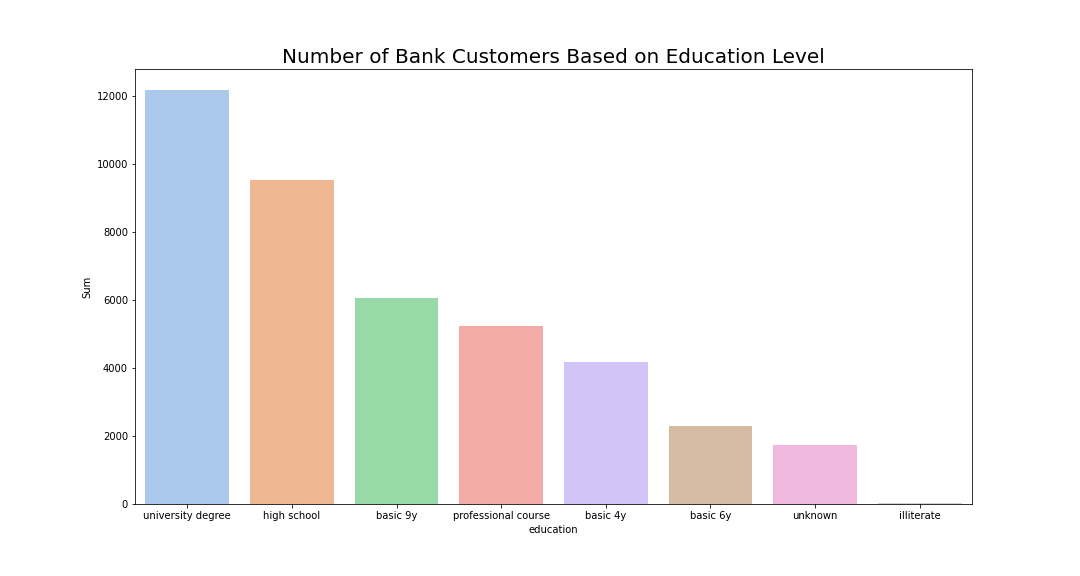 Number of Bank Customers Based on Education Level
12000
10000
8000
6000
4000
2000
0
Sum
university degree high school basic 9y professional course basic 4y basic 6y unknown illiterate
education